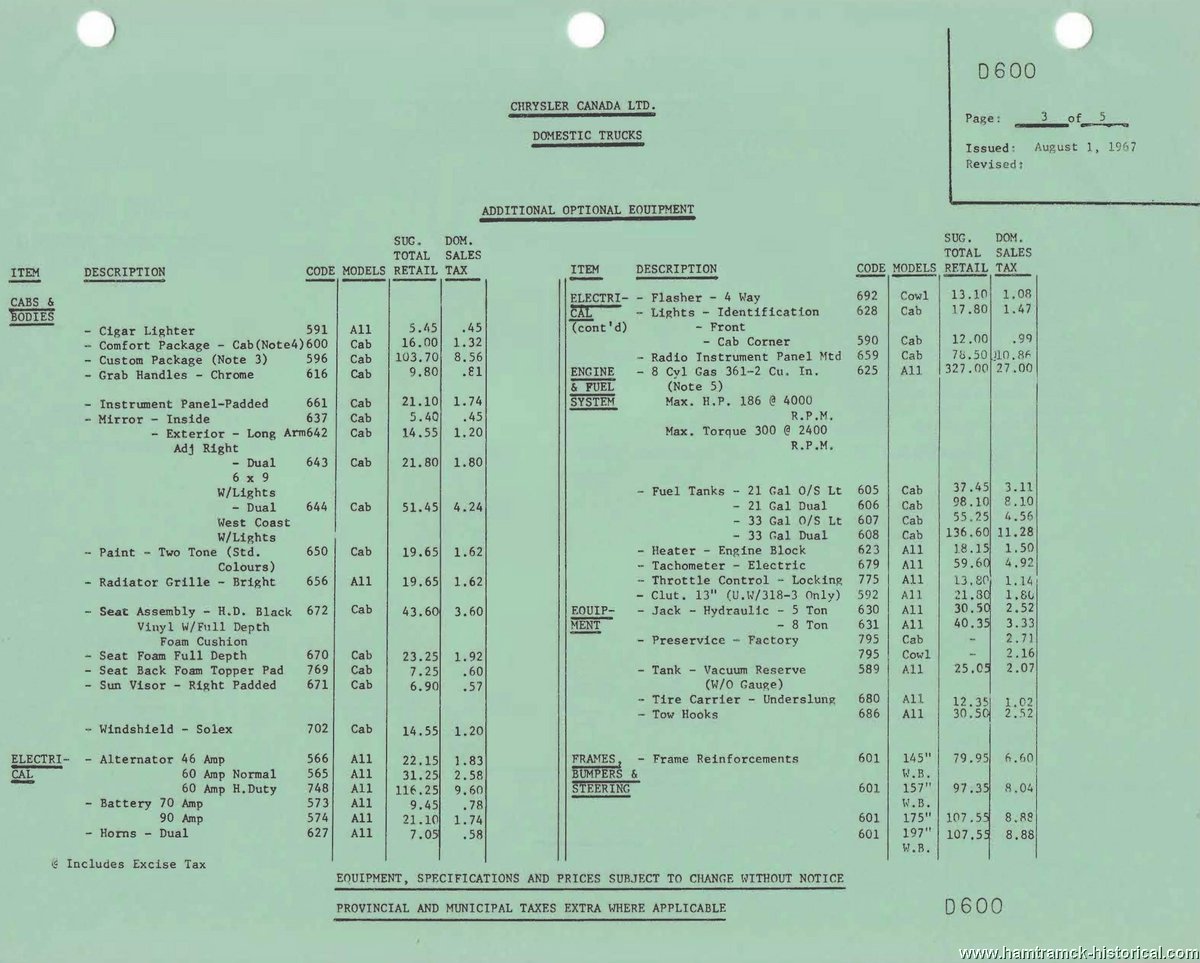 D600
Page: 3 of 5
Issued: August 1, 1967
Revised:
CHRYSLER CANADA LTD.
DOMESTIC TRUCKS
ADDITIONAL OPTIONAL EQUIPMENT
SUG. DOM.
TOTAL SALES
ITEM DESCRIPTION CODE MODELS RETAIL TAX
CABS &
BODIES
- Cigar Lighter 591 All 5.45 .45
- Comfort Package - Cab(Note4)600 Cab 16.00 1.32
- Custom Package (Note 3) 596 Cab 103.70 8.56
- Grab Handles - Chrome 616 Cab 9.80 .81
- Instrument Panel-Padded 661 Cab 21.10 1.74
- Mirror - Inside 637 Cab 5.40 .45
- Exterior - Long Arm642 Cab 14.55 1.20
Adj Right
- Dual 643 Cab 21.80 1.80
6 x 9
W/Lights
- Dual 644 Cab 51.45 4.24
West Coast
W/Lights
- Paint - Two Tone (Std. 650 Cab 19.65 1.62
Colours)
- Radiator Grille - Bright 656 All 19.65 1.62
- Seat Assembly - H.D. Black 672 Cab 43.60 3.60
Vinyl W/Full Depth
Foam Cushion
- Seat Foam Full Depth 670 Cab 23.25 1.92
- Seat Back Foam Topper Pad 769 Cab 7.25 .60
- Sun Visor - Right Padded 671 Cab 6.90 .57
- Windshield - Solex 702 Cab 14.55 1.20
ELECTRI- - Alternator 46 Amp 566 All 22.15 1.83
CAL 60 Amp Normal 565 All 31.25 2.58
60 Amp H.Duty 748 All 116.25 9.60
- Battery 70 Amp 573 All 9.45 .78
90 Amp 574 All 21.10 1.74
- Horns - Dual 627 All 7.05 .58
@ Includes Excise Tax
SUG. DOM.
TOTAL SALES
ITEM DESCRIPTION CODE MODELS RETAIL TAX
ELECTRI- - Flasher - 4 Way 692 Cowl 13.10 1.08
CAL - Lights - Identification 628 Cab 17.80 1.47
(cont'd) - Front
- Cab Corner 590 Cab 12.00 .99
- Radio Instrument Panel Mtd 659 Cab 78.50 @10.86
ENGINE - 8 Cyl Gas 361-2 Cu. In. 625 All 327.00 27.00
& FUEL (Note 5)
SYSTEM Max. H.P. 186 @ 4000
R.P.M.
Max. Torque 300 @ 2400
R.P.M.
- Fuel Tanks - 21 Gal O/S Lt 605 Cab 37.45 3.11
- 21 Gal Dual 606 Cab 98.10 8.10
- 33 Gal O/S Lt 607 Cab 55.25 4.56
- 33 Gal Dual 608 Cab 136.60 11.28
- Heater - Engine Block 623 All 18.15 1.50
- Tachometer - Electric 679 All 59.60 4.92
- Throttle Control - Locking 775 All 13.80 1.14
- Clut. 13" (U.W/318-3 Only) 592 All 21.80 1.80
EQUIP- - Jack - Hydraulic - 5 Ton 630 All 30.50 2.52
MENT - 8 Ton 631 All 40.35 3.33
- Preservice - Factory 795 Cab - 2.71
795 Cowl - 2.16
- Tank - Vacuum Reserve 589 All 25.05 2.07
(W/O Gauge)
- Tire Carrier - Underslung 680 All 12.35 1.02
- Tow Hooks 686 All 30.50 2.52
FRAMES, - Frame Reinforcements 601 145" 79.95 6.60
BUMPERS & W.B.
STEERING 601 157" 97.35 8.04
W.B.
601 175" 107.55 8.88
601 197" 107.55 8.88
W.B.
EQUIPMENT, SPECIFICATIONS AND PRICES SUBJECT TO CHANGE WITHOUT NOTICE
PROVINCIAL AND MUNICIPAL TAXES EXTRA WHERE APPLICABLE
D600
www.hamtramck-historical.com